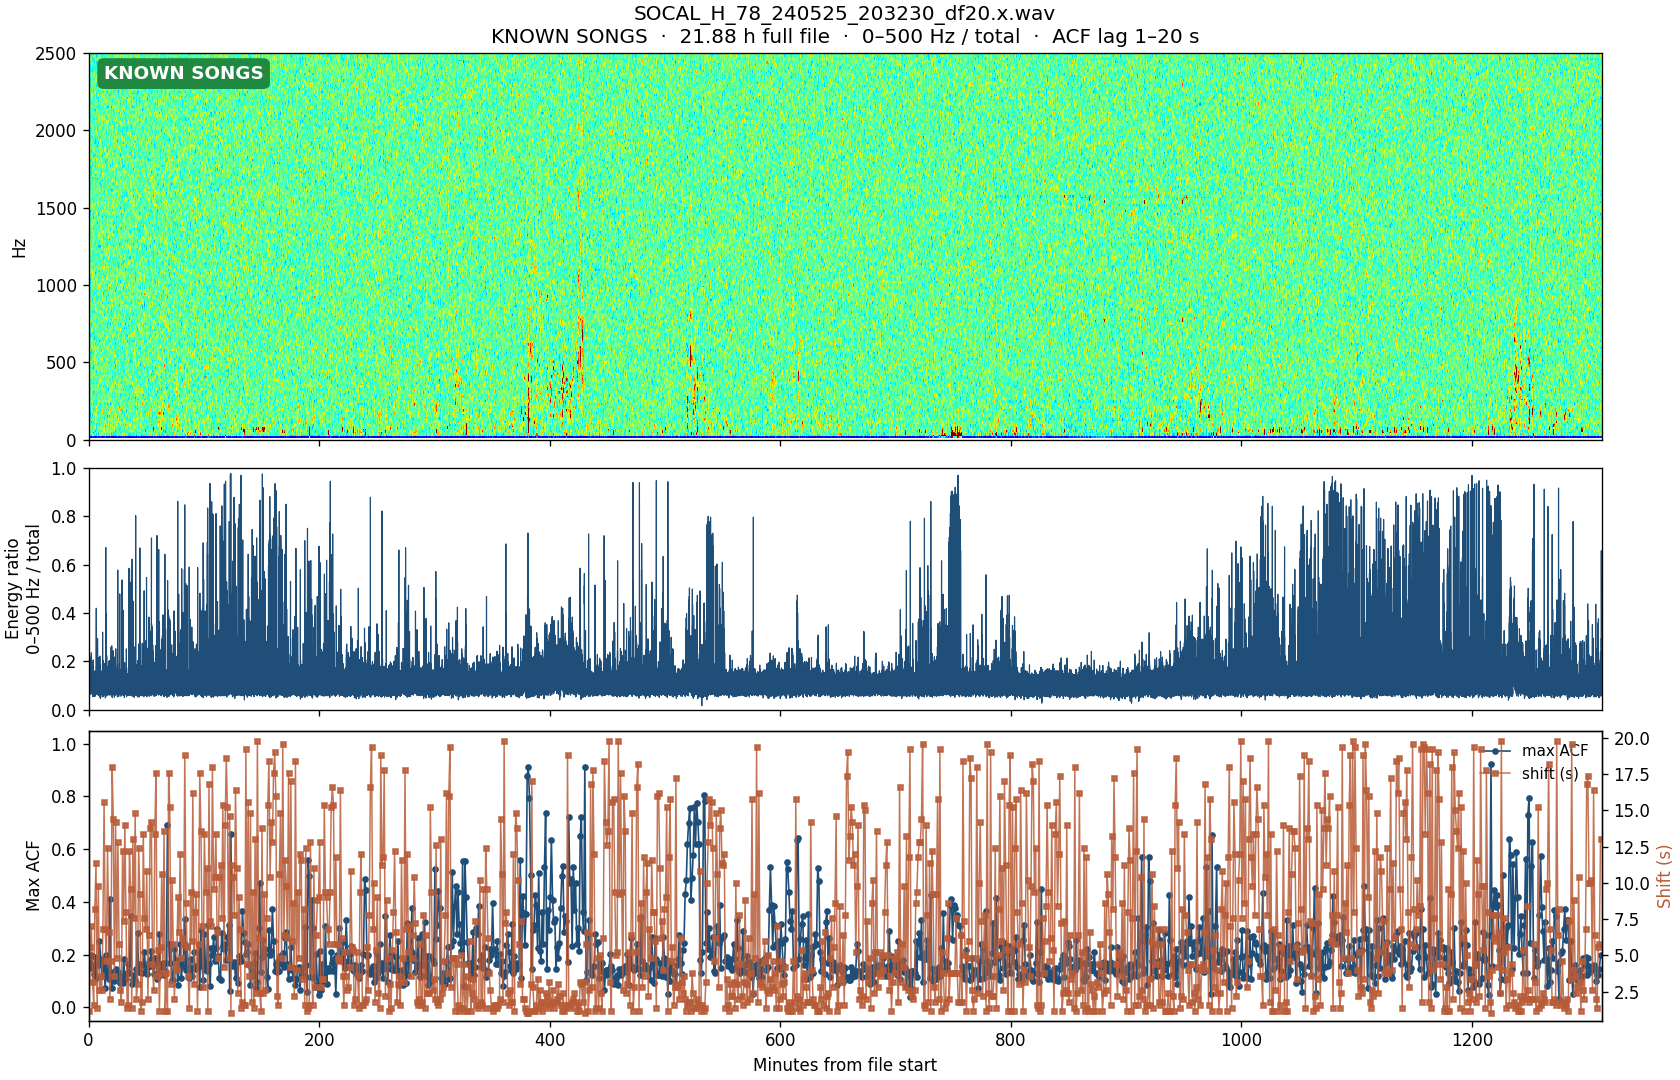 SOCAL_H_78_240525_203230_df20.x.wav
KNOWN SONGS · 21.88 h full file · 0–500 Hz / total · ACF lag 1–20 s
KNOWN SONGS
2500
2000
1500
1000
500
0
Hz
1.0
0.8
0.6
0.4
0.2
0.0
Energy ratio
0–500 Hz / total
1.0
0.8
0.6
0.4
0.2
0.0
Max ACF
max ACF
shift (s)
20.0
17.5
15.0
12.5
10.0
7.5
5.0
2.5
Shift (s)
0 200 400 600 800 1000 1200
Minutes from file start